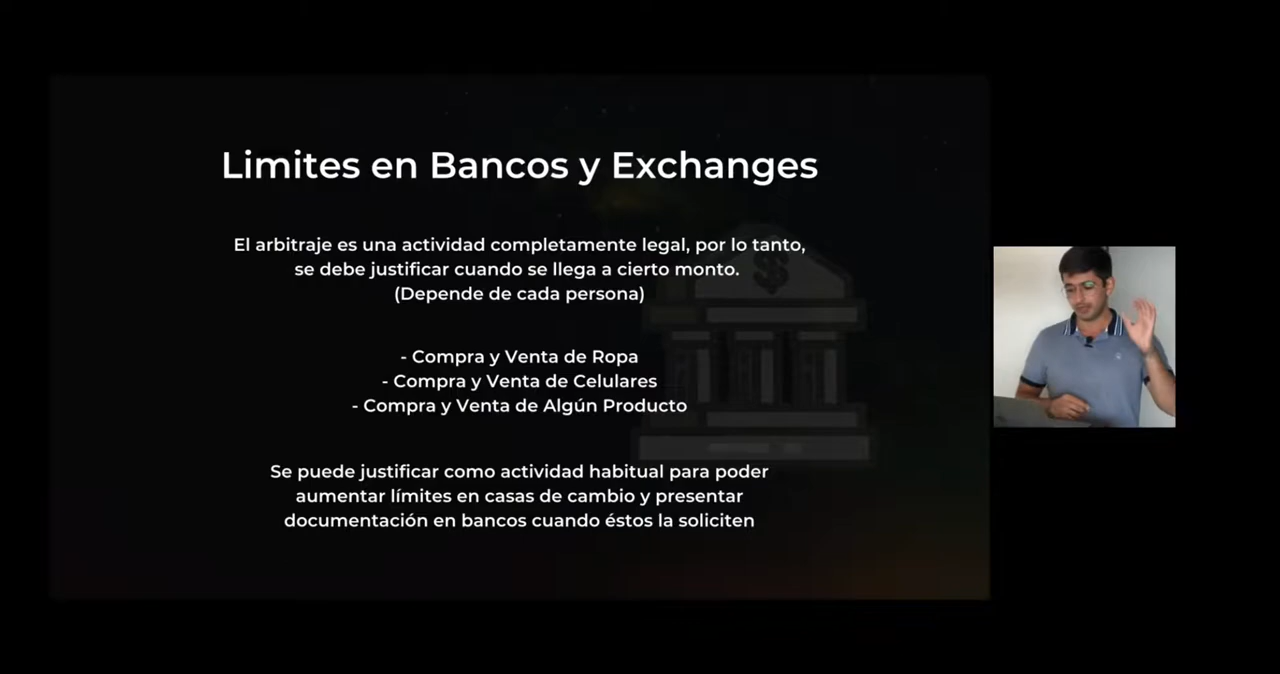 Limites en Bancos y Exchanges
El arbitraje es una actividad completamente legal, por lo tanto,
se debe justificar cuando se llega a cierto monto.
(Depende de cada persona)
- Compra y Venta de Ropa
- Compra y Venta de Celulares
- Compra y Venta de Algún Producto
Se puede justificar como actividad habitual para poder
aumentar límites en casas de cambio y presentar
documentación en bancos cuando éstos la soliciten